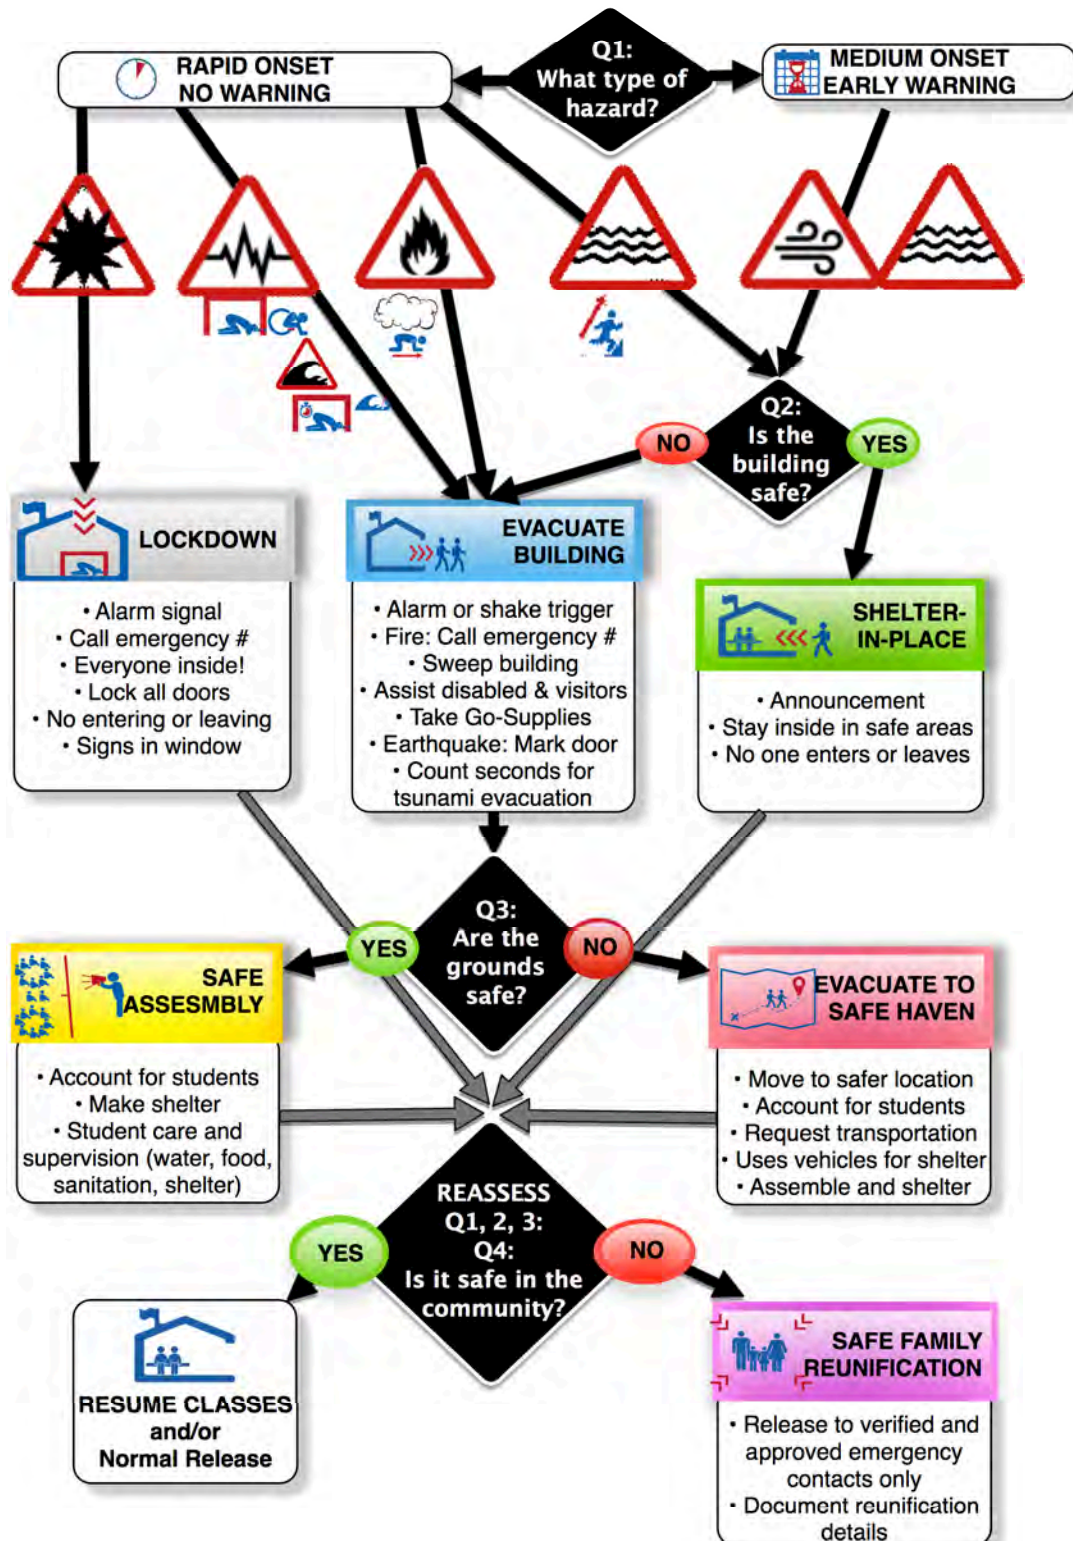 Q1:
What type of
hazard?
RAPID ONSET
NO WARNING
MEDIUM ONSET
EARLY WARNING
Q2:
Is the
building
safe?
NO
YES
LOCKDOWN
• Alarm signal
• Call emergency #
• Everyone inside!
• Lock all doors
• No entering or leaving
• Signs in window
EVACUATE
BUILDING
• Alarm or shake trigger
• Fire: Call emergency #
• Sweep building
• Assist disabled & visitors
• Take Go-Supplies
• Earthquake: Mark door
• Count seconds for
tsunami evacuation
SHELTER-
IN-PLACE
• Announcement
• Stay inside in safe areas
• No one enters or leaves
Q3:
Are the
grounds
safe?
YES
NO
SAFE
ASSESMBLY
• Account for students
• Make shelter
• Student care and
supervision (water, food,
sanitation, shelter)
EVACUATE TO
SAFE HAVEN
• Move to safer location
• Account for students
• Request transportation
• Uses vehicles for shelter
• Assemble and shelter
REASSESS
Q1, 2, 3:
Q4:
Is it safe in the
community?
YES
NO
RESUME CLASSES
and/or
Normal Release
SAFE FAMILY
REUNIFICATION
• Release to verified and
approved emergency
contacts only
• Document reunification
details